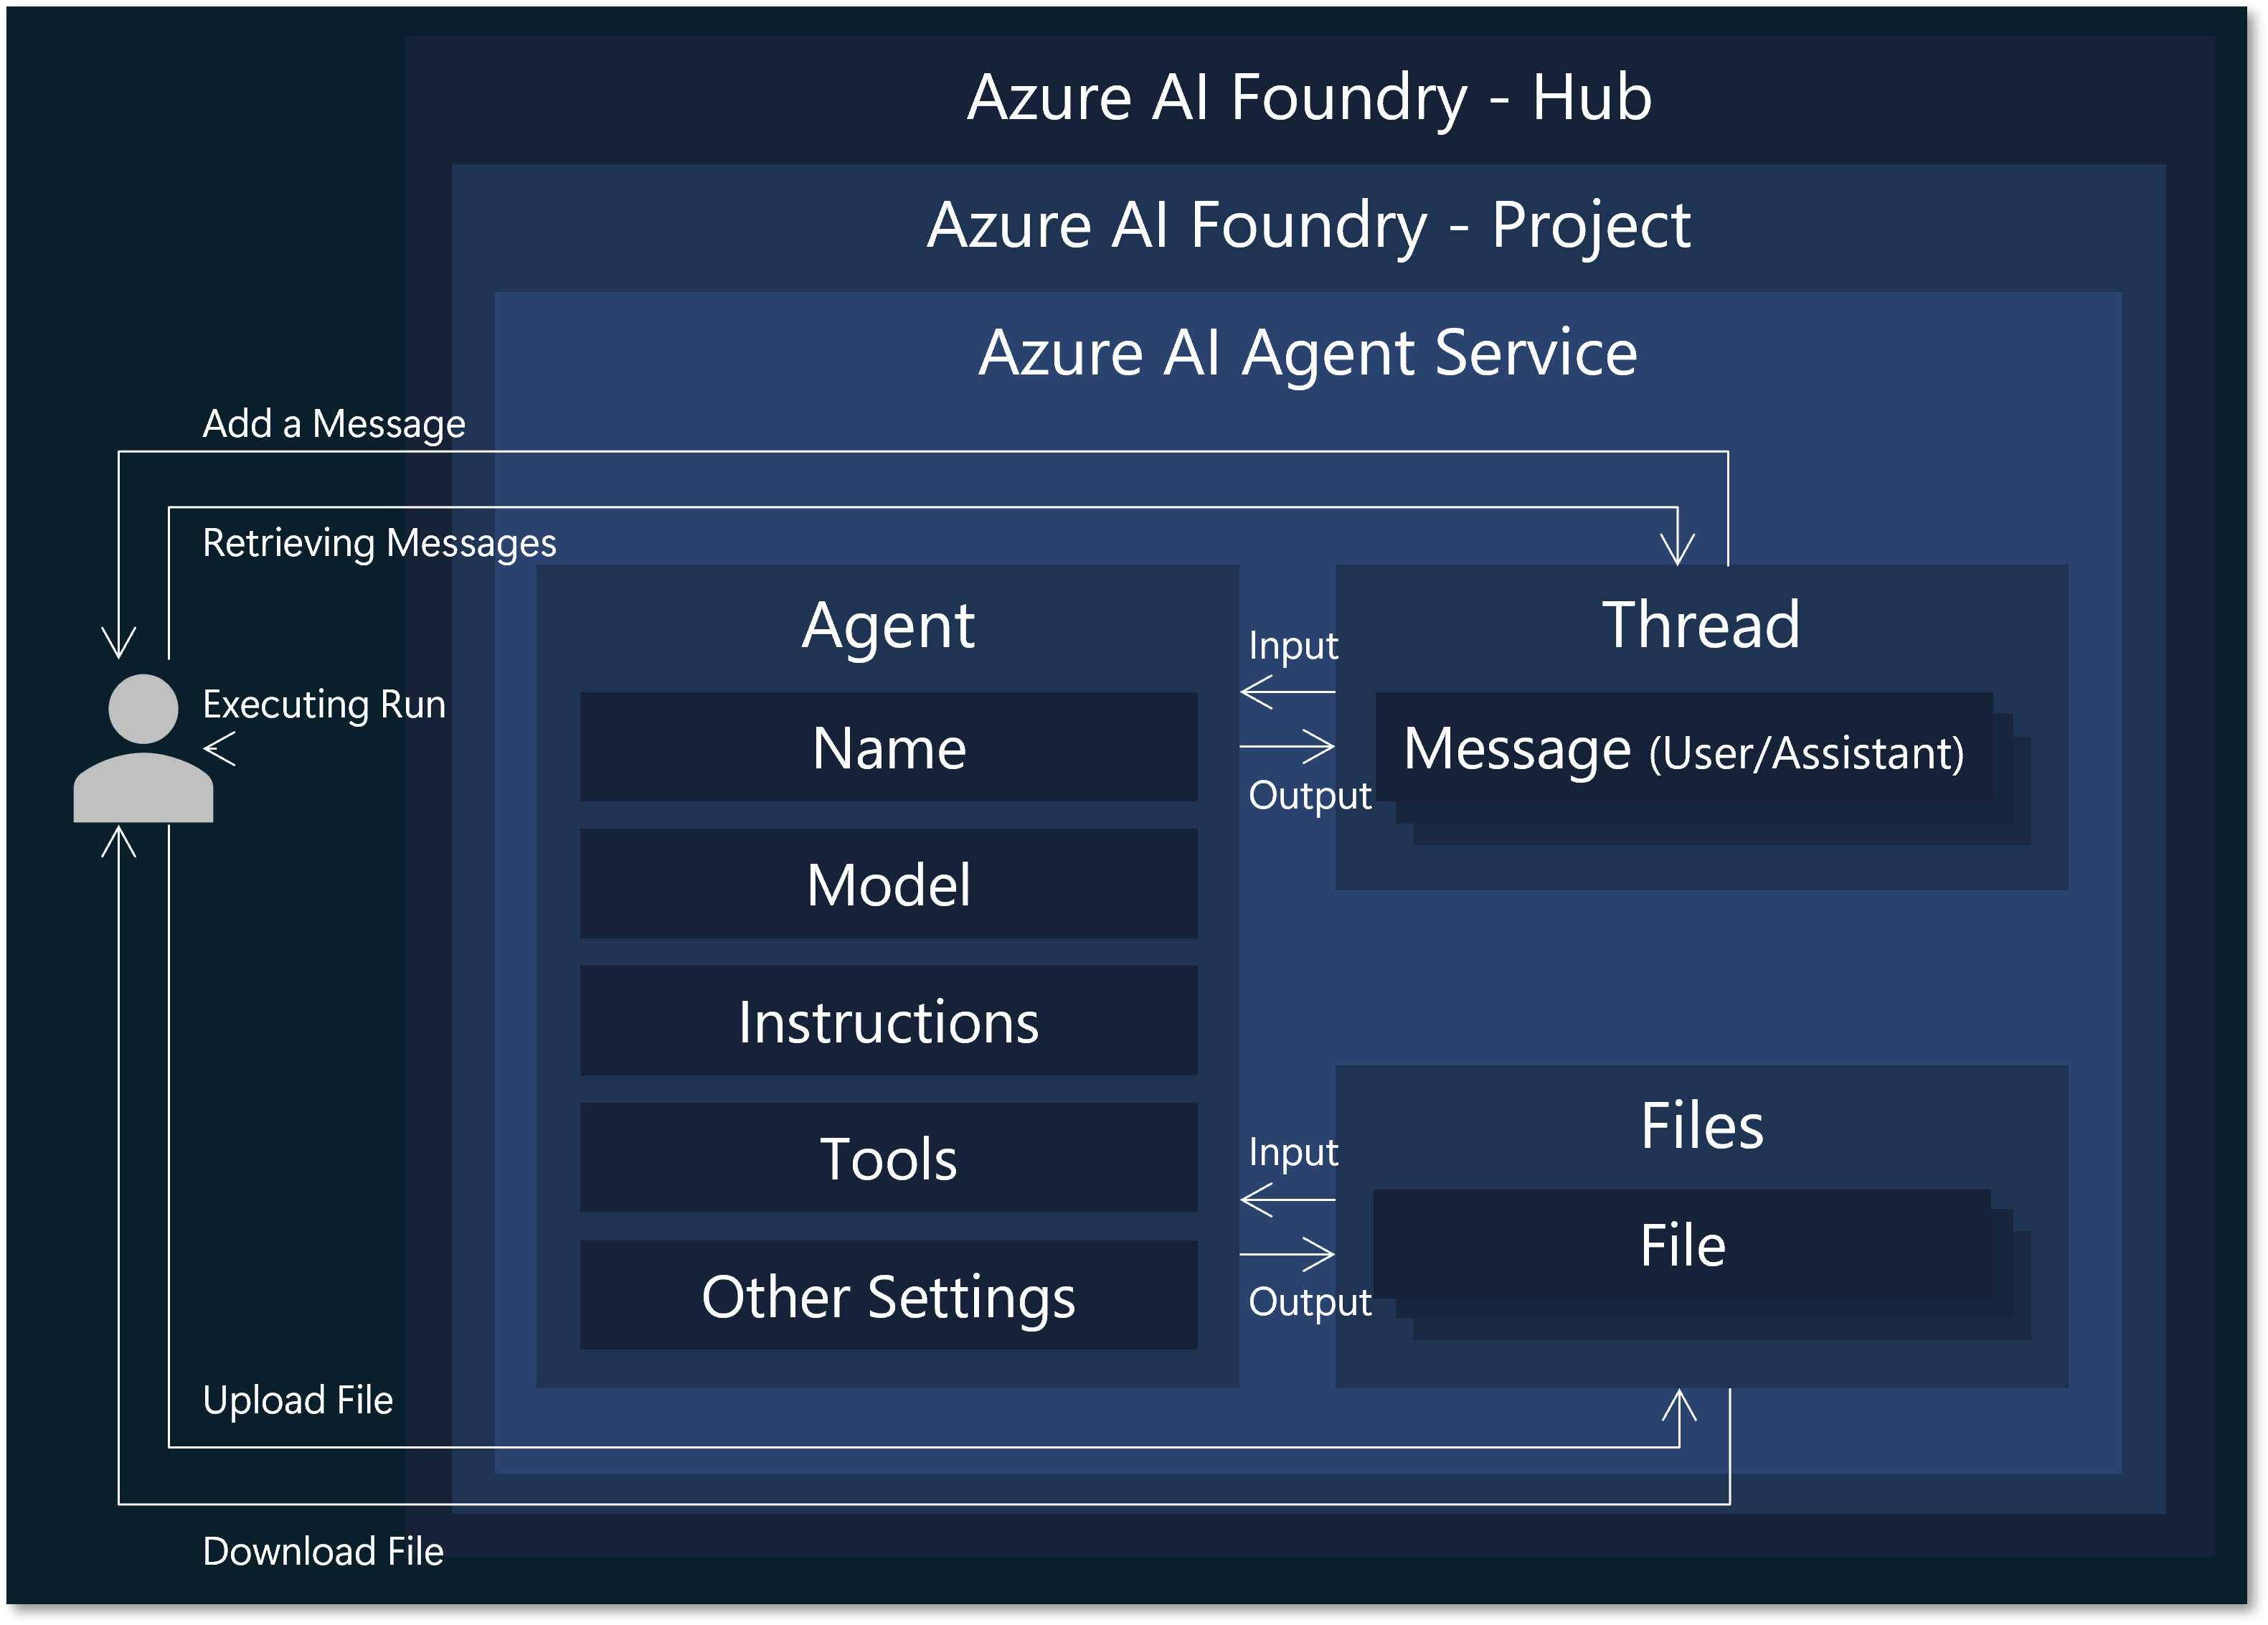 Azure AI Foundry - Hub
Azure AI Foundry - Project
Azure AI Agent Service
Add a Message
Retrieving Messages
Executing Run
Agent
Name
Model
Instructions
Tools
Other Settings
Input
Output
Thread
Message (User/Assistant)
Input
Output
Files
File
Upload File
Download File